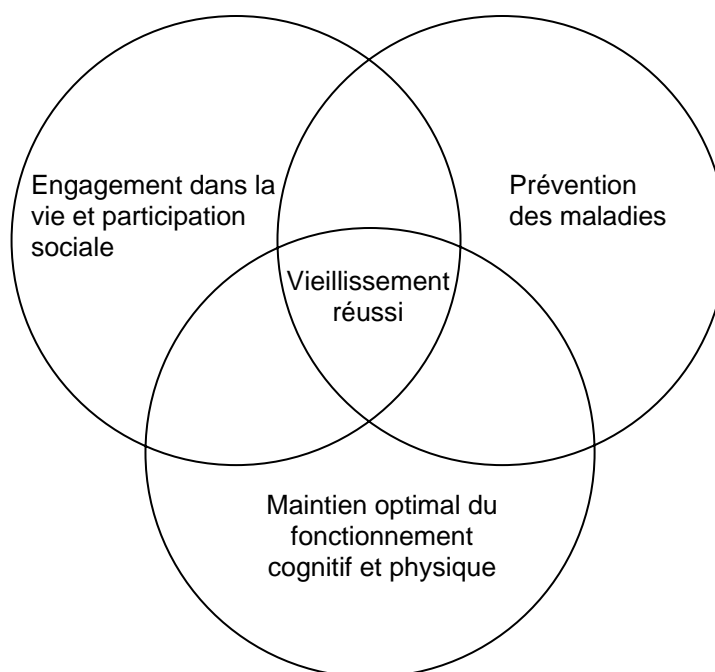 Engagement dans la
vie et participation
sociale
Prévention
des maladies
Vieillissement
réussi
Maintien optimal du
fonctionnement
cognitif et physique